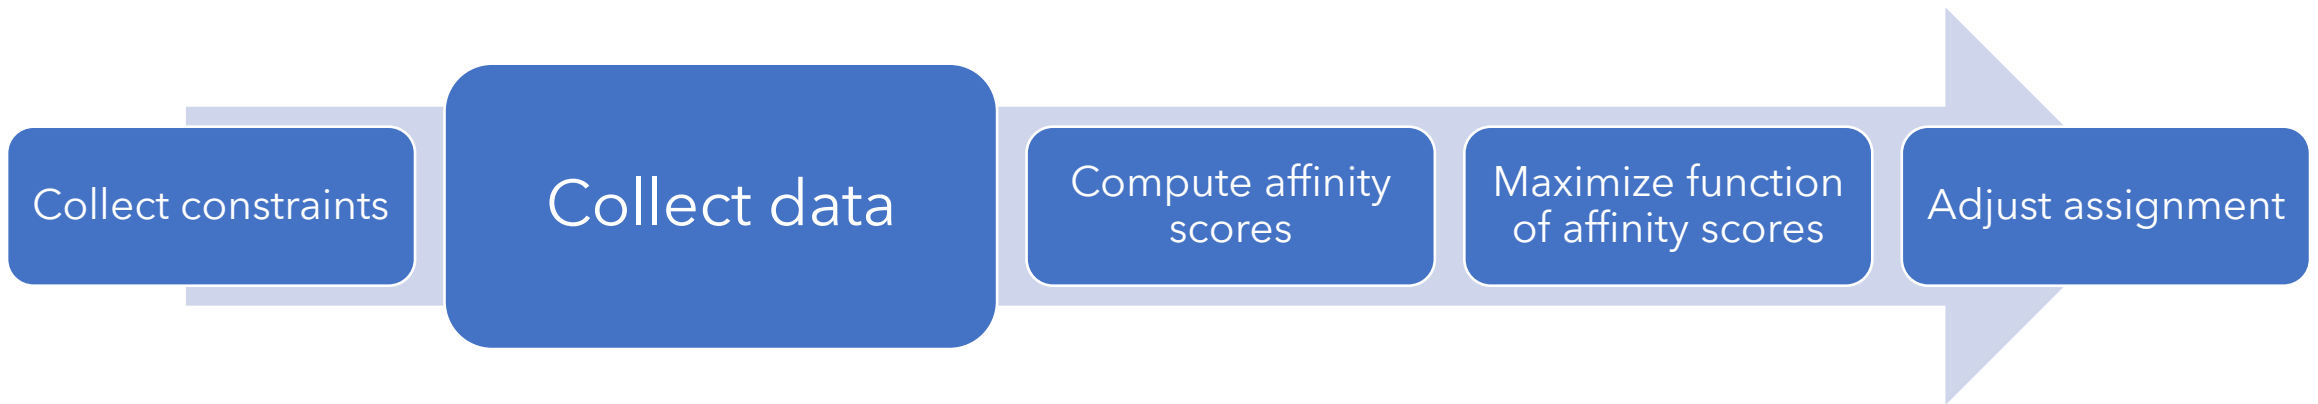 Collect constraints
Collect data
Compute affinity
scores
Maximize function
of affinity scores
Adjust assignment